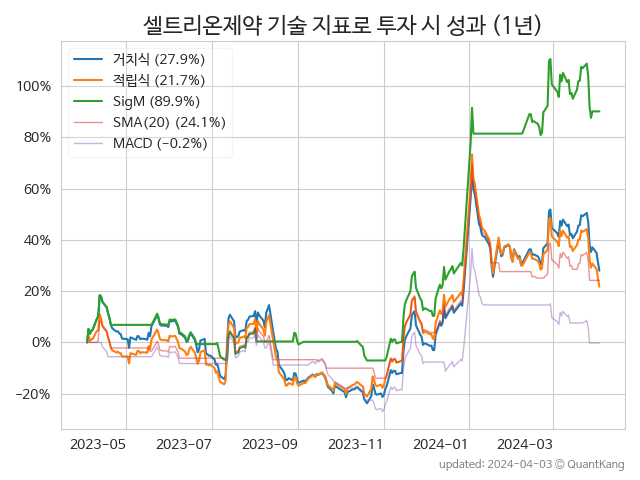 셀트리온제약 기술 지표로 투자 시 성과 (1년)
거치식 (27.9%)
적립식 (21.7%)
SigM (89.9%)
SMA(20) (24.1%)
MACD (−0.2%)
100%
80%
60%
40%
20%
0%
−20%
2023-05 2023-07 2023-09 2023-11 2024-01 2024-03
updated: 2024-04-03 © QuantKang